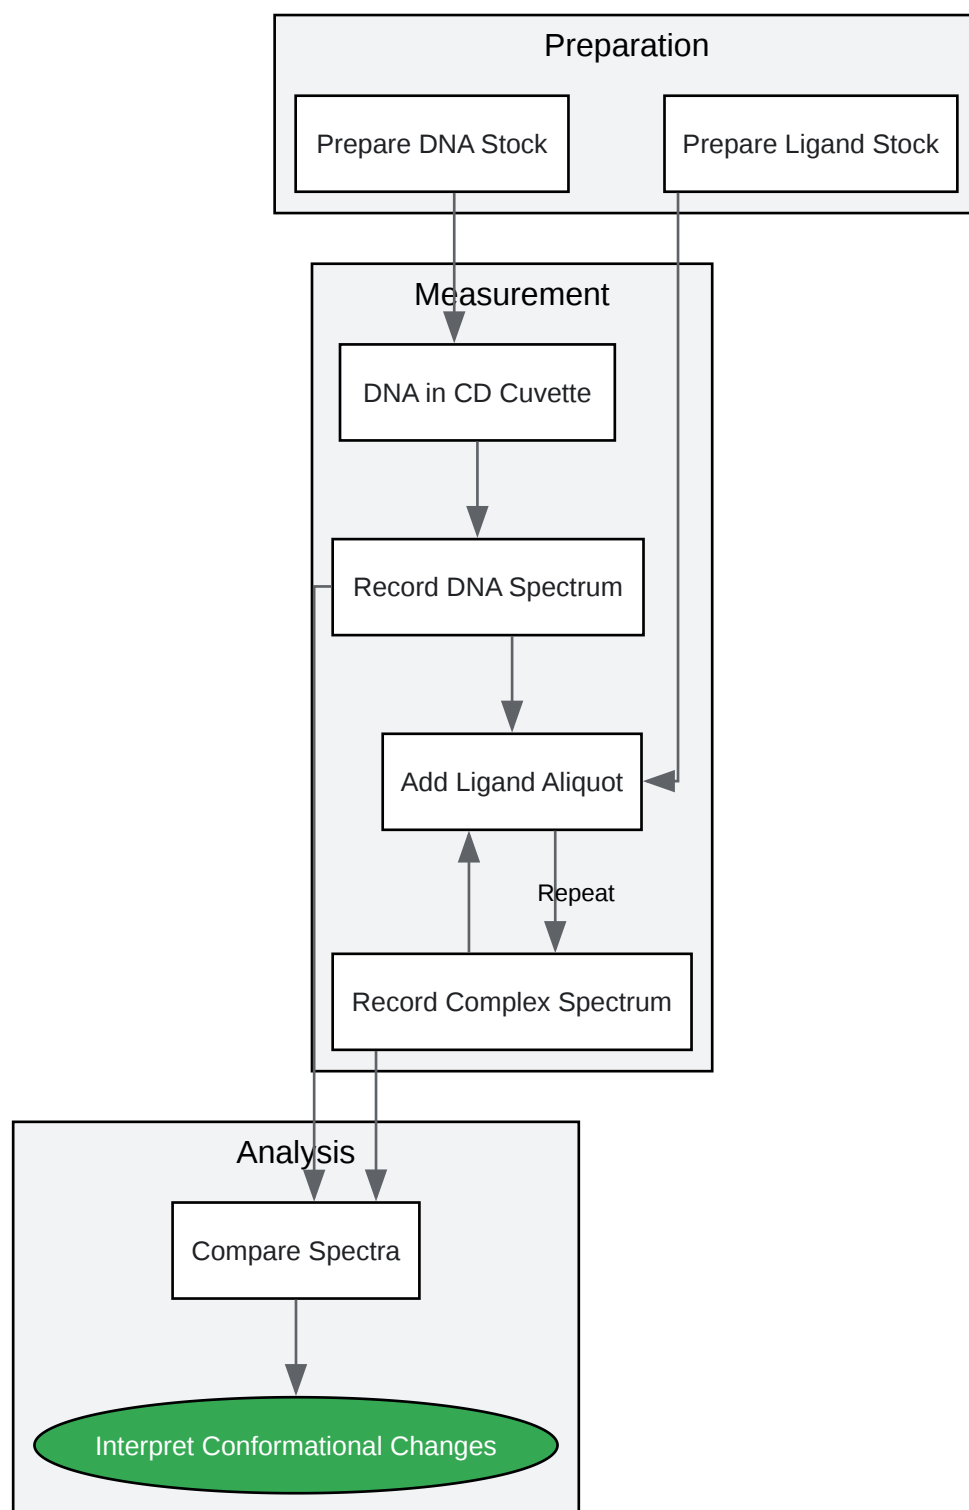 Preparation
Prepare DNA Stock
Prepare Ligand Stock
Measurement
DNA in CD Cuvette
Record DNA Spectrum
Add Ligand Aliquot
Repeat
Record Complex Spectrum
Analysis
Compare Spectra
Interpret Conformational Changes